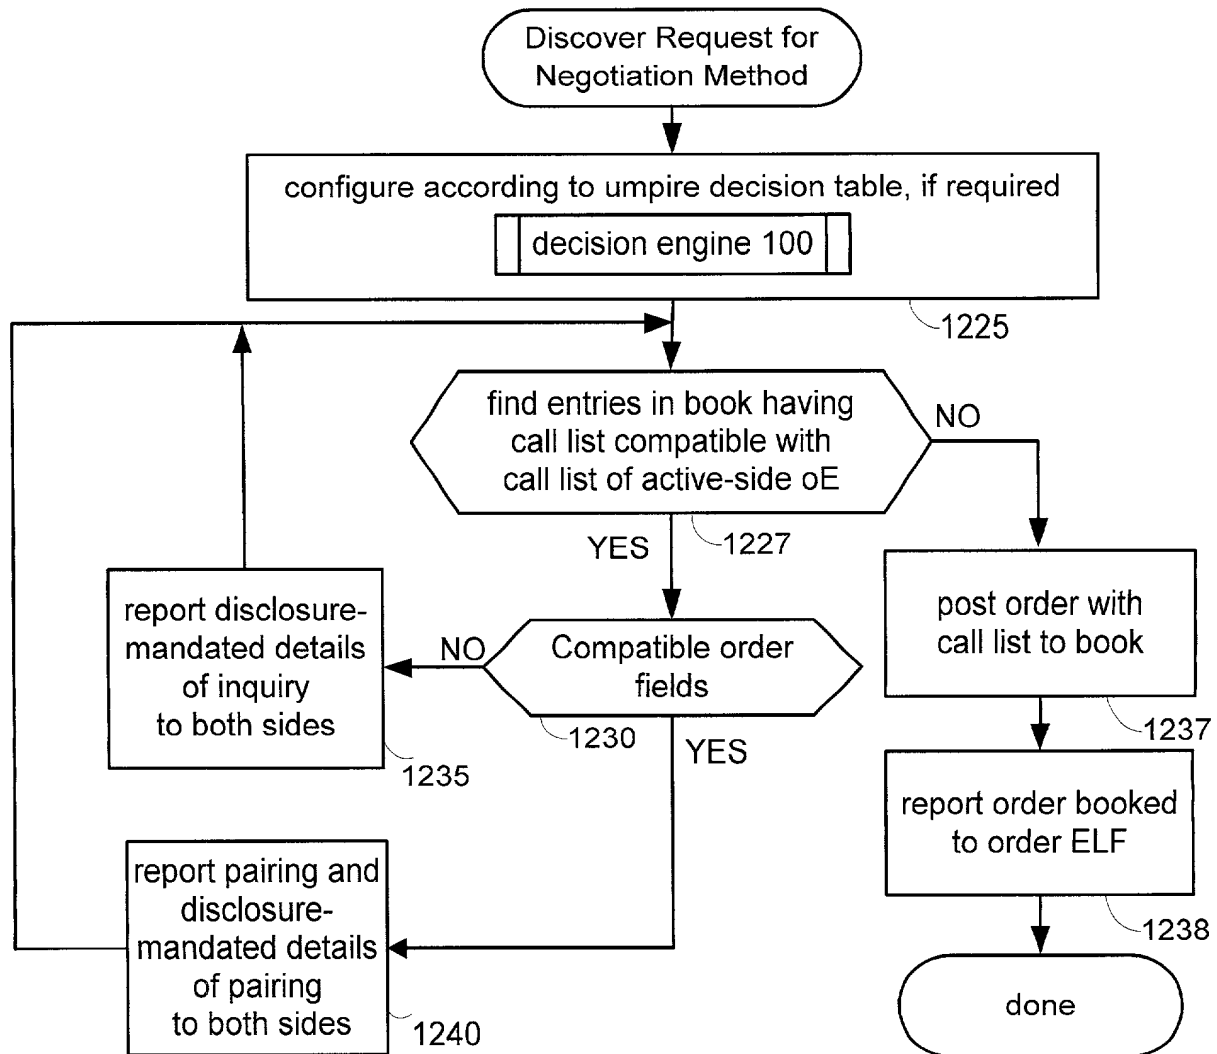 Discover Request for
Negotiation Method
configure according to umpire decision table, if required
decision engine 100
1225
find entries in book having
call list compatible with
call list of active-side oE
NO
1227
YES
post order with
call list to book
1237
Compatible order
fields
NO
1230
YES
report disclosure-
mandated details
of inquiry
to both sides
1235
report order booked
to order ELF
1238
report pairing and
disclosure-
mandated details
of pairing
to both sides
1240
done